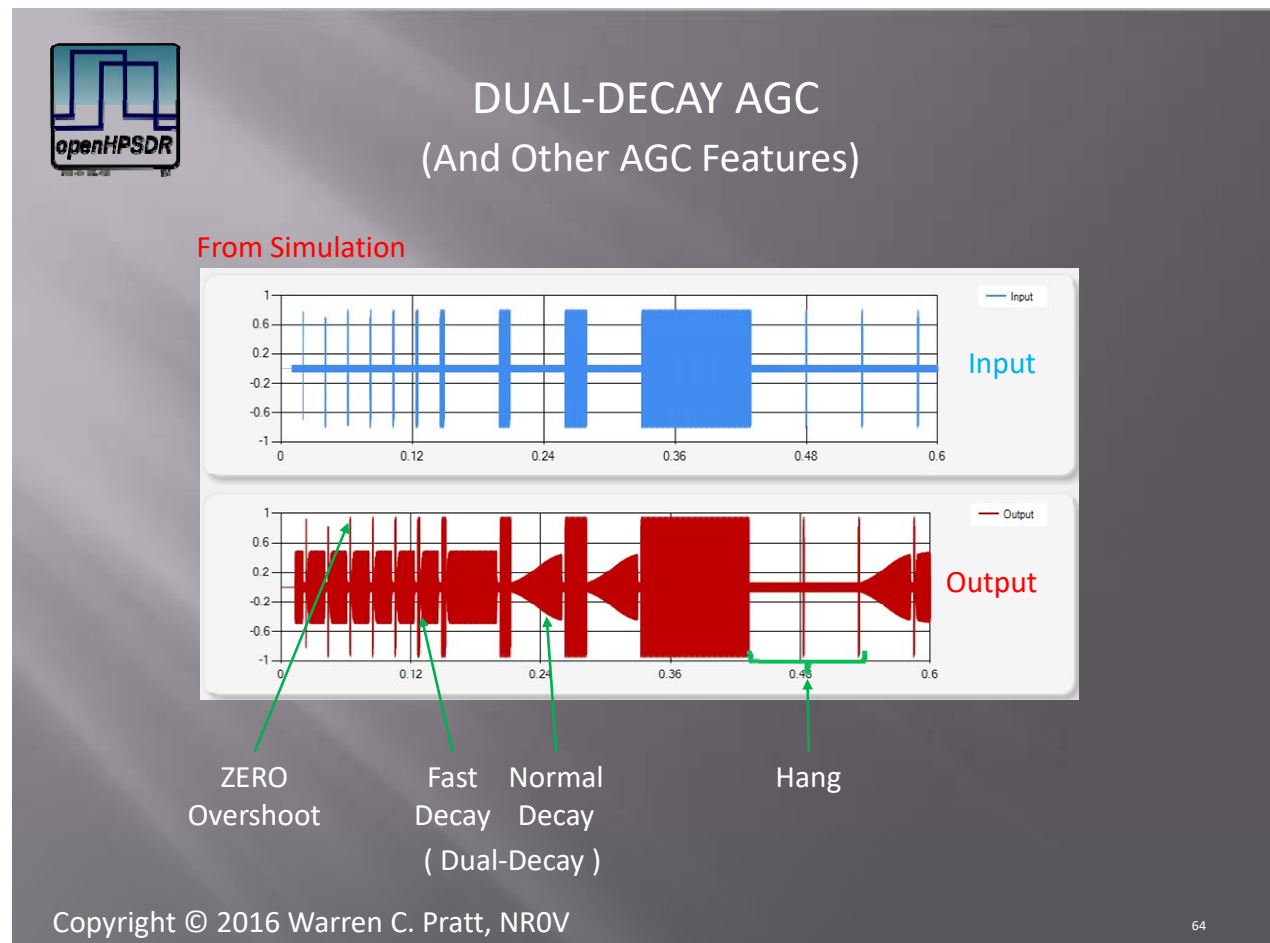 openHPSDR
DUAL-DECAY AGC
(And Other AGC Features)
From Simulation
1
0.6
0.2
-0.2
-0.6
-1
0 0.12 0.24 0.36 0.48 0.6
Input
Input
1
0.6
0.2
-0.2
-0.6
-1
0 0.12 0.24 0.36 0.48 0.6
Output
Output
ZERO
Overshoot
Fast
Decay
Normal
Decay
( Dual-Decay )
Hang
Copyright © 2016 Warren C. Pratt, NR0V
64